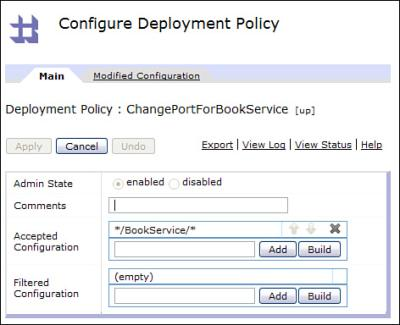 Configure Deployment Policy
Main
Modified Configuration
Deployment Policy : ChangePortForBookService [up]
Apply Cancel Undo Export | View Log | View Status | Help
Admin State enabled disabled
Comments
Accepted Configuration */BookService/*
Add Build
Filtered Configuration (empty)
Add Build